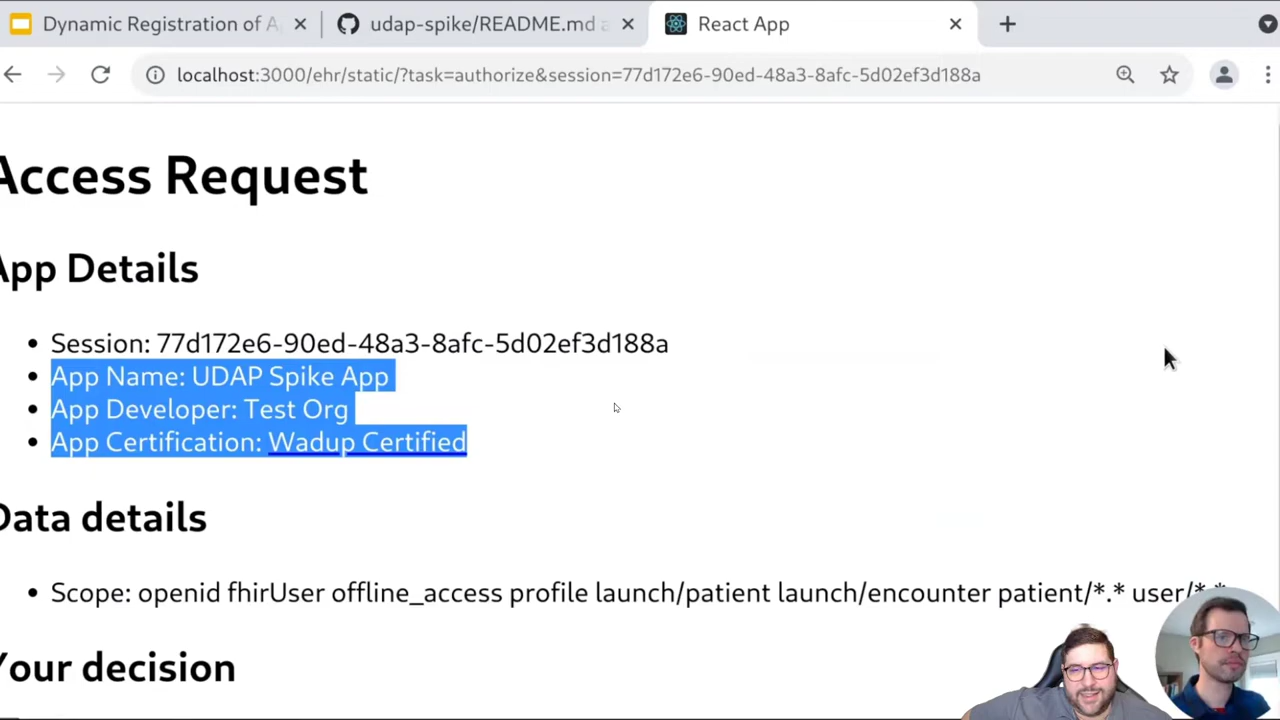 Dynamic Registration of A
udap-spike/README.md a
React App
localhost:3000/ehr/static/?task=authorize&session=77d172e6-90ed-48a3-8afc-5d02ef3d188a
Access Request
App Details
Session: 77d172e6-90ed-48a3-8afc-5d02ef3d188a
App Name: UDAP Spike App
App Developer: Test Org
App Certification: Wadup Certified
Data details
Scope: openid fhirUser offline_access profile launch/patient launch/encounter patient/*.* user/*.*
Your decision